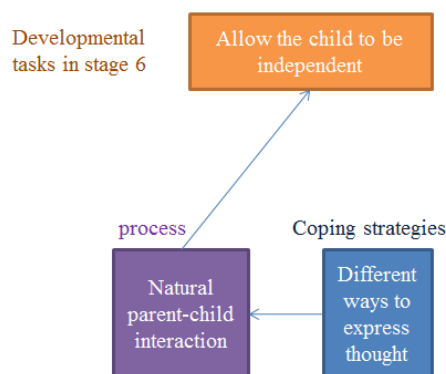 Developmental
tasks in stage 6
Allow the child to be
independent
process
Coping strategies
Natural
parent-child
interaction
Different
ways to
express
thought